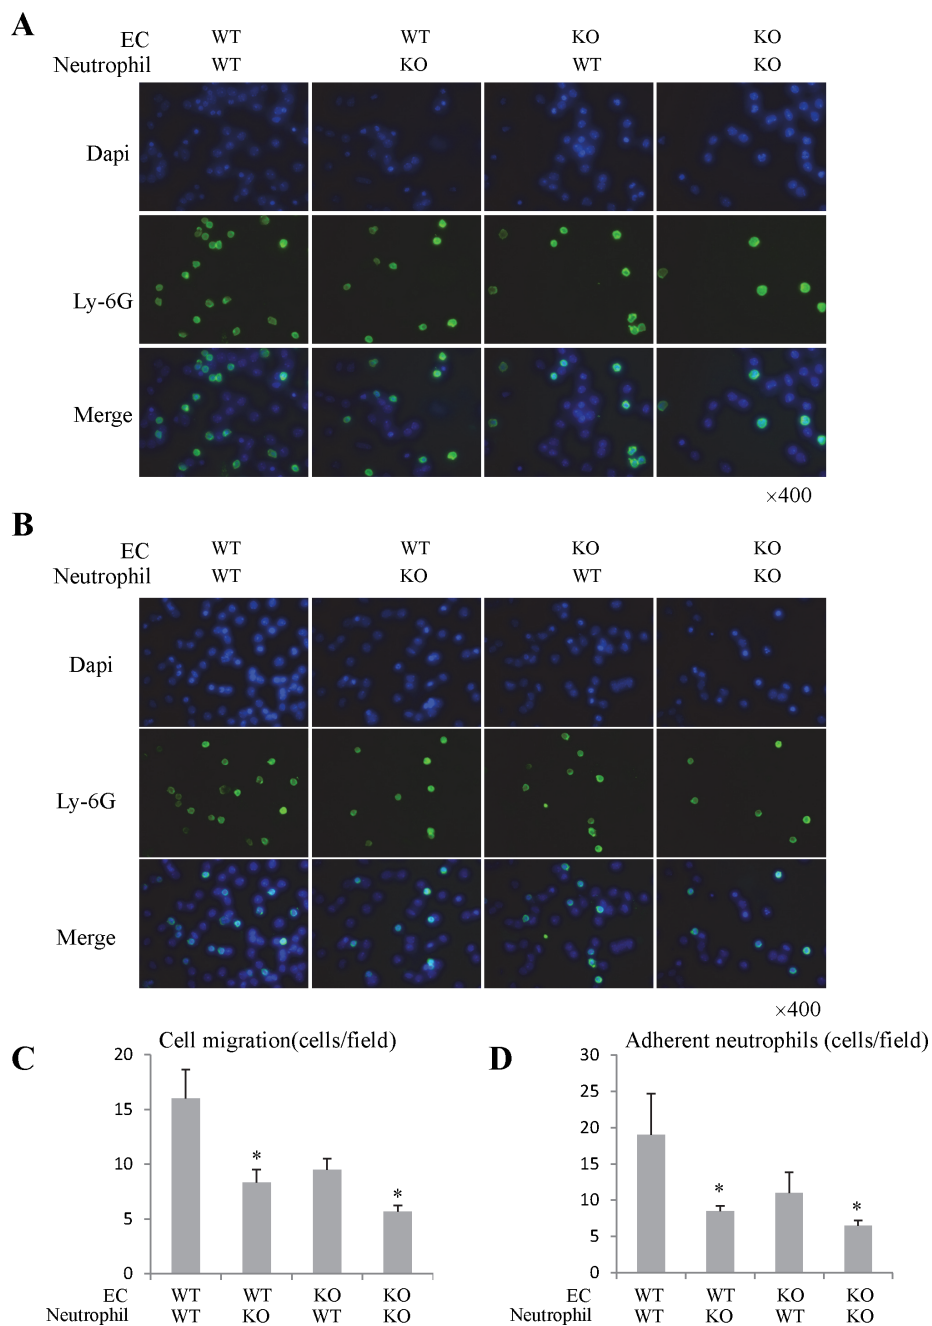 A
EC WT WT KO KO
Neutrophil WT KO WT KO
Dapi
Ly-6G
Merge
×400
B
EC WT WT KO KO
Neutrophil WT KO WT KO
Dapi
Ly-6G
Merge
×400
C
Cell migration(cells/field)
20
15
10
5
0
*
*
EC WT WT KO KO
Neutrophil WT KO WT KO
D
Adherent neutrophils (cells/field)
30
25
20
15
10
5
0
*
*
EC WT WT KO KO
Neutrophil WT KO WT KO